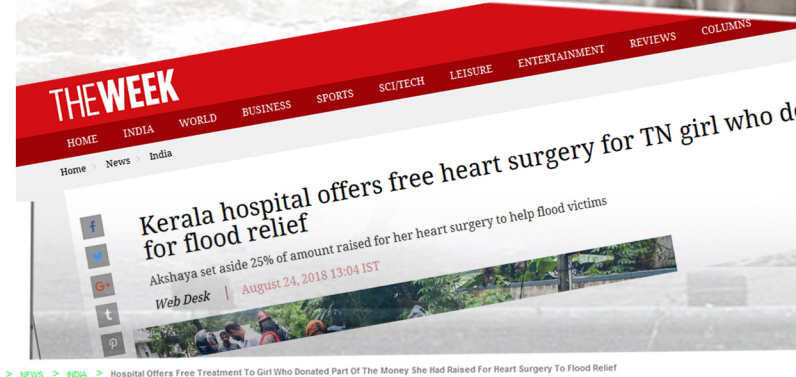 THEWEEK
HOME INDIA WORLD BUSINESS SPORTS SCI/TECH LEISURE ENTERTAINMENT REVIEWS COLUMNS
Home > News > India
Kerala hospital offers free heart surgery for TN girl who d
for flood relief
Akshaya set aside 25% of amount raised for her heart surgery to help flood victims
Web Desk | August 24, 2018 13:04 IST
f
G+
t
> NEWS > INDIA > Hospital Offers Free Treatment To Girl Who Donated Part Of The Money She Had Raised For Heart Surgery To Flood Relief